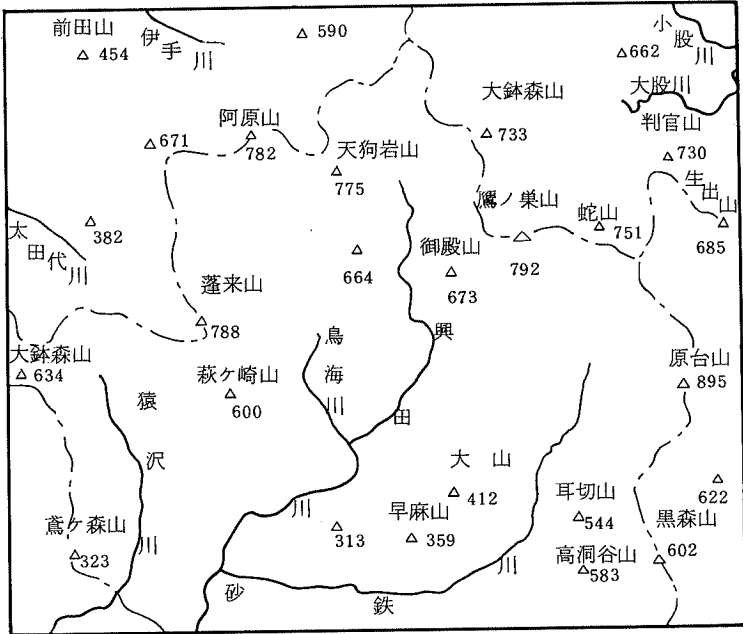 前田山
454
伊手川
590
小股川
662
大股川
大鉢森山
733
判官山
730
阿原山
782
671
天狗岩山
775
生出山
685
鷹ノ巣山
792
蛇山
751
太田代川
382
664
御殿山
673
蓬来山
788
鳥海川
興田川
大鉢森山
634
萩ケ崎山
600
猿沢川
原台山
895
大山
412
622
早麻山
359
313
耳切山
544
黒森山
602
高洞谷山
583
鳶ケ森山
323
砂鉄川